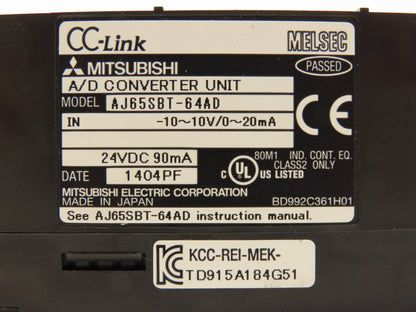 CC-Link MELSEC
MITSUBISHI PASSED
A/D CONVERTER UNIT
MODEL AJ65SBT-64AD
CE
IN -10~10V/0~20mA
24VDC 90mA
DATE 1404PF
c UL US LISTED
80M1 IND. CONT. EQ.
CLASS2 ONLY
MITSUBISHI ELECTRIC CORPORATION
MADE IN JAPAN BD992C361H01
See AJ65SBT-64AD instruction manual.
KCC-REI-MEK-
TD915A184G51